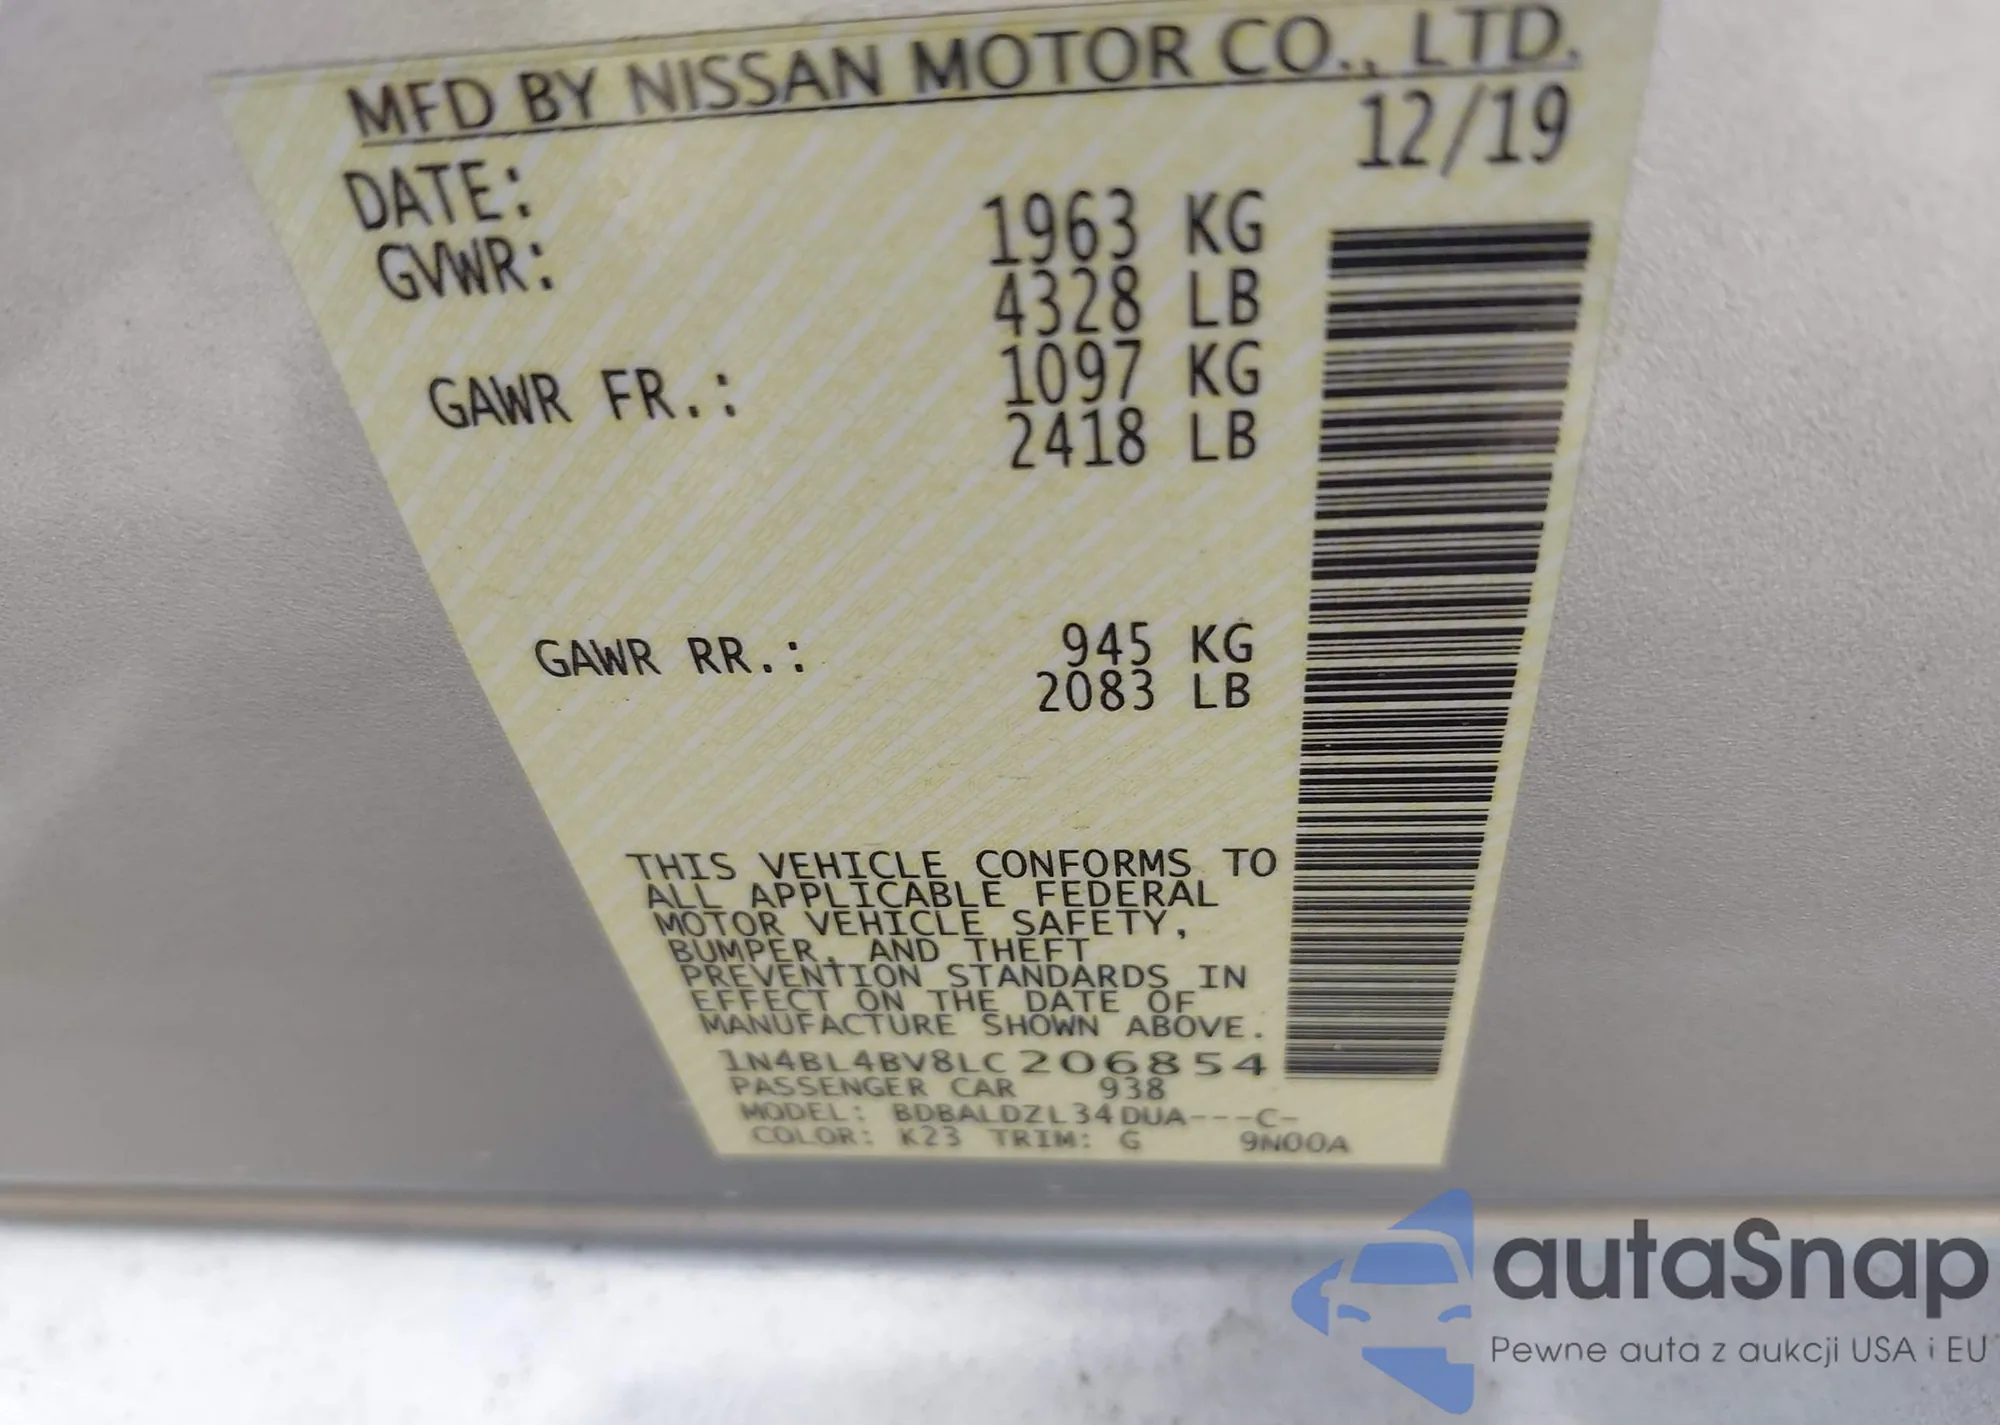 MFD BY NISSAN MOTOR CO., LTD.
DATE: 12/19
GVWR: 1963 KG
4328 LB
GAWR FR.: 1097 KG
2418 LB
GAWR RR.: 945 KG
2083 LB
THIS VEHICLE CONFORMS TO
ALL APPLICABLE FEDERAL
MOTOR VEHICLE SAFETY,
BUMPER, AND THEFT
PREVENTION STANDARDS IN
EFFECT ON THE DATE OF
MANUFACTURE SHOWN ABOVE.
1N4BL4BV8LC206854
PASSENGER CAR 938
MODEL: BDBALDZL34DUA---C-
COLOR: K23 TRIM: G 9N00A
autaSnap
Pewne auta z aukcji USA i EU